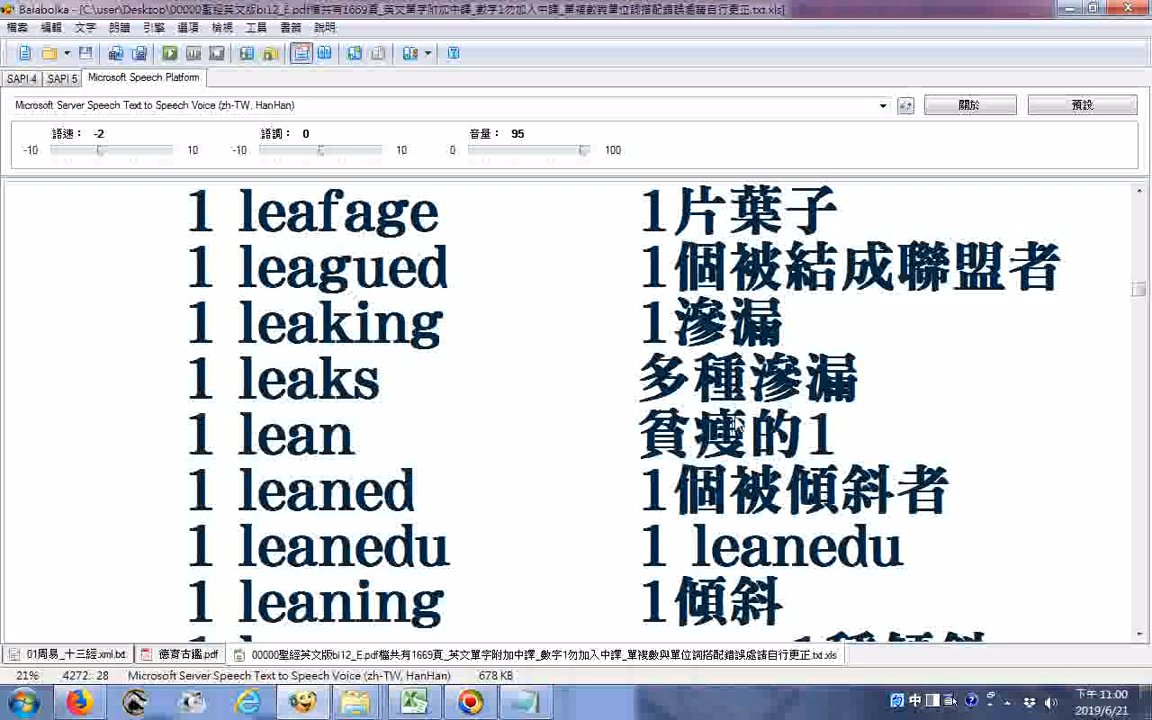 Balabolka - [C:\user\Desktop\00000聖經英文版bi12_E.pdf檔共有1669頁_英文單字附加中譯_數字1勿加入中譯_單複數與單位詞搭配錯誤處請自行更正.txt.xls]
檔案 編輯 文字 朗讀 引擎 選項 檢視 工具 書籤 說明
SAPI 4 SAPI 5 Microsoft Speech Platform
Microsoft Server Speech Text to Speech Voice (zh-TW, HanHan) 關於 預設
語速： -2 語調： 0 音量： 95
-10 10 -10 10 0 100
1 leafage 1片葉子
1 leagued 1個被結成聯盟者
1 leaking 1滲漏
1 leaks 多種滲漏
1 lean 貧瘦的1
1 leaned 1個被傾斜者
1 leanedu 1 leanedu
1 leaning 1傾斜
01周易_十三經.xml.txt 德育古鑑.pdf 00000聖經英文版bi12_E.pdf檔共有1669頁_英文單字附加中譯_數字1勿加入中譯_單複數與單位詞搭配錯誤處請自行更正.txt.xls
21% 4272: 28 Microsoft Server Speech Text to Speech Voice (zh-TW, HanHan) 678 KB
中 下午 11:00
2019/6/21